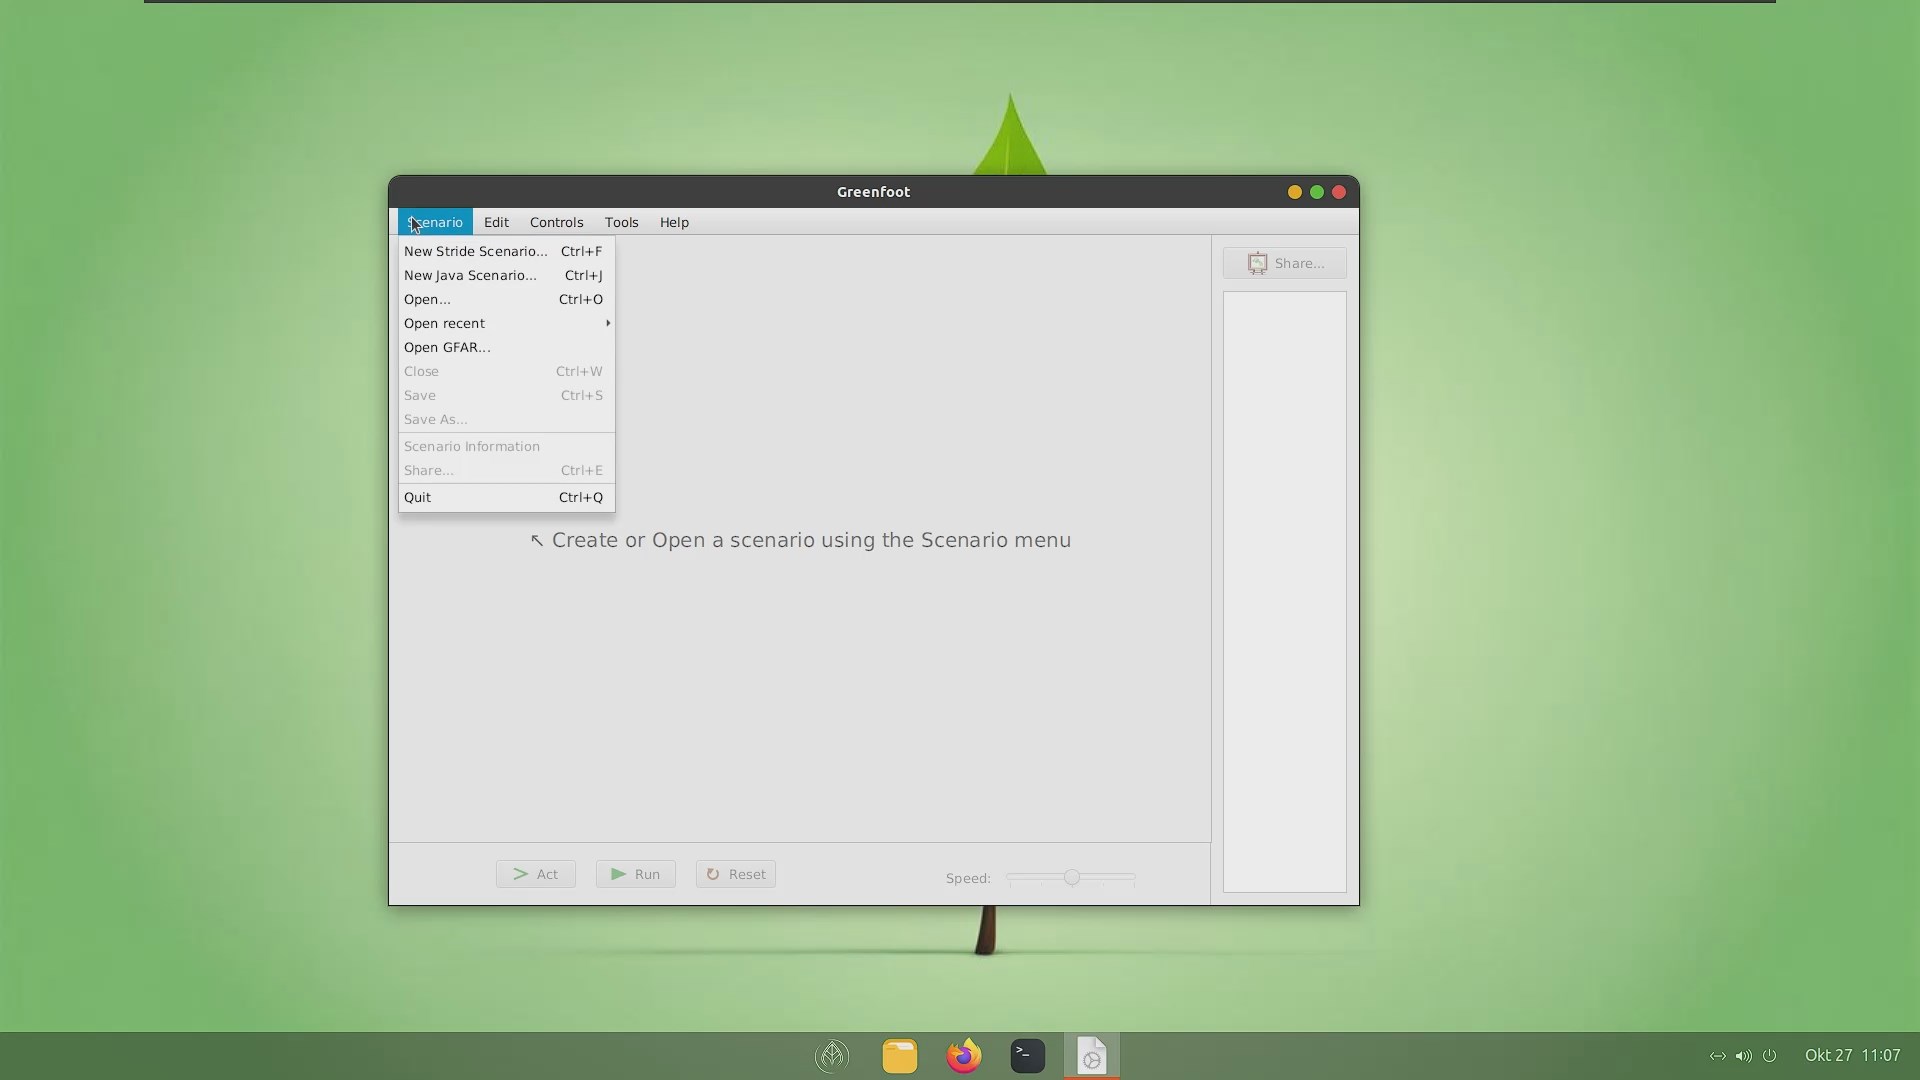 Greenfoot
Scenario Edit Controls Tools Help
New Stride Scenario... Ctrl+F
New Java Scenario... Ctrl+J
Open... Ctrl+O
Open recent
Open GFAR...
Close Ctrl+W
Save Ctrl+S
Save As...
Scenario Information
Share... Ctrl+E
Quit Ctrl+Q
Share...
↖ Create or Open a scenario using the Scenario menu
Act Run Reset Speed:
>_
Okt 27 11:07